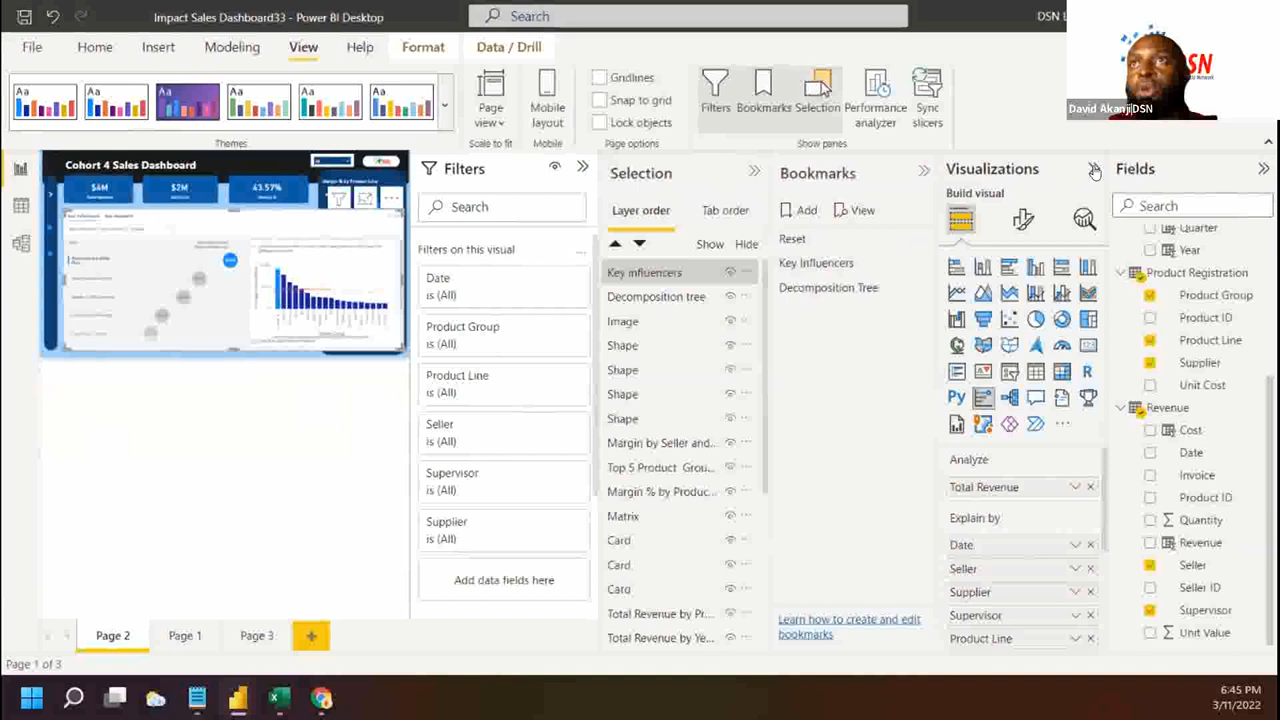 Impact Sales Dashboard33 - Power BI Desktop
Search
DSN L
File
Home
Insert
Modeling
View
Help
Format
Data / Drill
David Akanji|DSN
SN
Aa
Aa
Aa
Aa
Aa
Aa
Page view
Mobile layout
Gridlines
Snap to grid
Lock objects
Filters
Bookmarks
Selection
Performance analyzer
Sync slicers
Themes
Scale to fit
Mobile
Page options
Show panes
Cohort 4 Sales Dashboard
$4M
$2M
43.57%
Filters
Search
Filters on this visual
Date
is (All)
Product Group
is (All)
Product Line
is (All)
Seller
is (All)
Supervisor
is (All)
Supplier
is (All)
Add data fields here
Selection
Layer order
Tab order
Show
Hide
Key influencers
Decomposition tree
Image
Shape
Shape
Shape
Shape
Margin by Seller and...
Top 5 Product Grou...
Margin % by Produc...
Matrix
Card
Card
Card
Total Revenue by Pr...
Total Revenue by Ye...
Bookmarks
Add
View
Reset
Key Influencers
Decomposition Tree
Learn how to create and edit
bookmarks
Visualizations
Build visual
R
Py
123
Analyze
Total Revenue
Explain by
Date
Seller
Supplier
Supervisor
Product Line
Fields
Search
Quarter
Year
Product Registration
Product Group
Product ID
Product Line
Supplier
Unit Cost
Revenue
Cost
Date
Invoice
Product ID
Quantity
Revenue
Seller
Seller ID
Supervisor
Unit Value
Page 2
Page 1
Page 3
+
Page 1 of 3
6:45 PM
3/11/2022